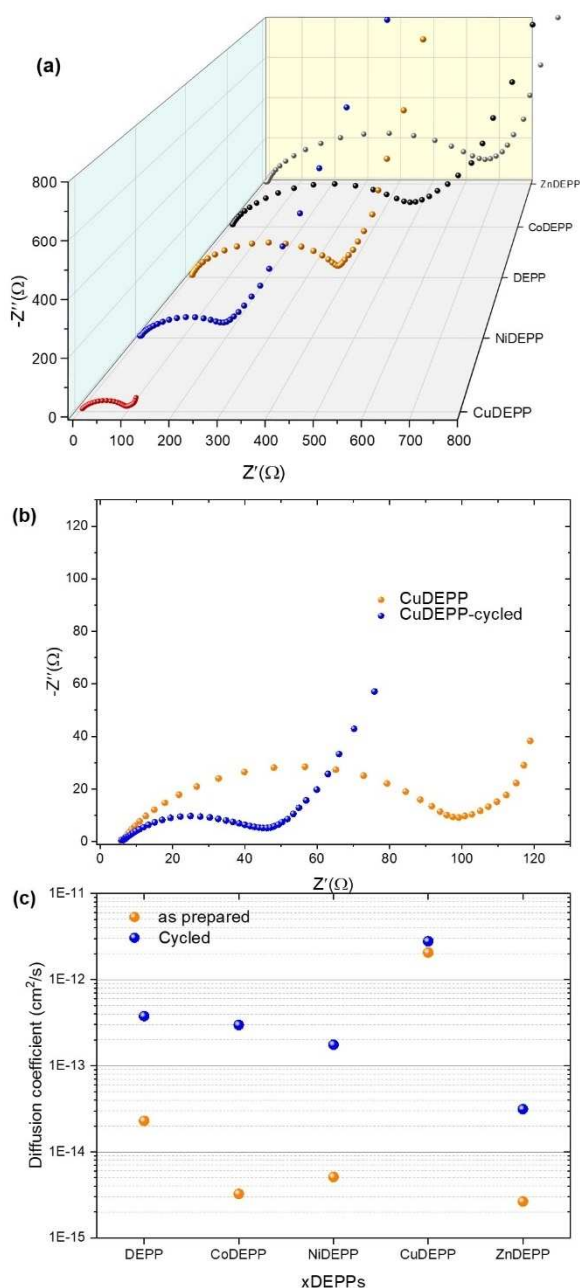 (a)
800
600
400
200
0
-Z''(Ω)
0 100 200 300 400 500 600 700 800
Z'(Ω)
ZnDEPP
CoDEPP
DEPP
NiDEPP
CuDEPP
(b)
120
100
80
60
40
20
0
-Z''(Ω)
CuDEPP
CuDEPP-cycled
0 20 40 60 80 100 120
Z'(Ω)
(c)
as prepared
Cycled
1E-11
1E-12
1E-13
1E-14
1E-15
Diffusion coefficient (cm²/s)
DEPP CoDEPP NiDEPP CuDEPP ZnDEPP
xDEPPs